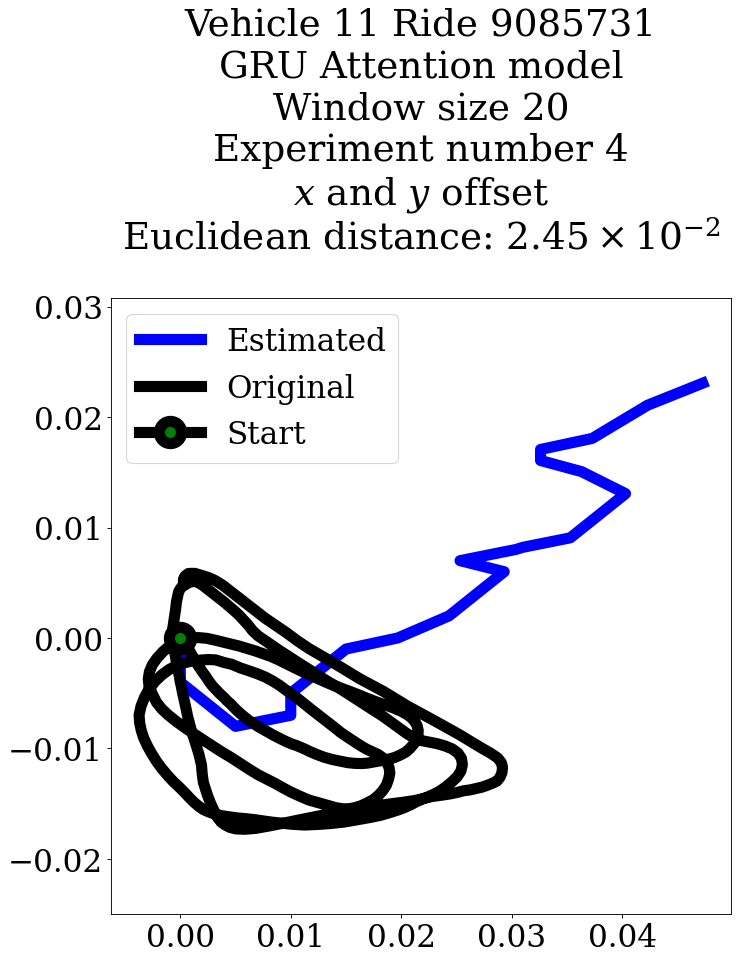 Vehicle 11 Ride 9085731
GRU Attention model
Window size 20
Experiment number 4
x and y offset
Euclidean distance: 2.45 × 10⁻²
0.03
0.02
0.01
0.00
−0.01
−0.02
Estimated
Original
Start
0.00 0.01 0.02 0.03 0.04